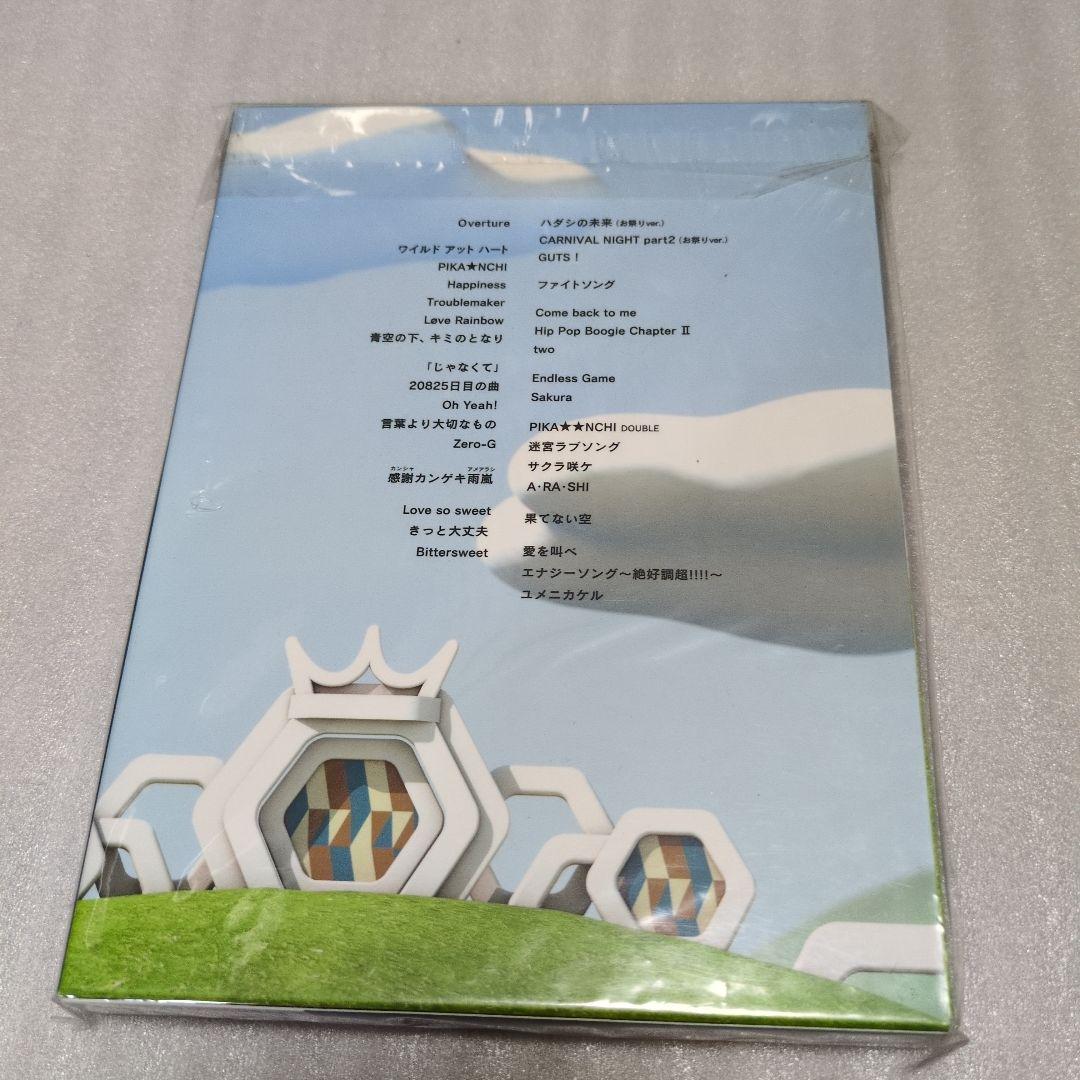 Overture
ワイルド アット ハート
PIKA★NCHI
Happiness
Troublemaker
Løve Rainbow
青空の下、キミのとなり
「じゃなくて」
20825日目の曲
Oh Yeah!
言葉より大切なもの
Zero-G
カンシャ アメアラシ
感謝カンゲキ雨嵐
Love so sweet
きっと大丈夫
Bittersweet
ハダシの未来 (お祭りver.)
CARNIVAL NIGHT part2 (お祭りver.)
GUTS !
ファイトソング
Come back to me
Hip Pop Boogie Chapter Ⅱ
two
Endless Game
Sakura
PIKA★★NCHI DOUBLE
迷宮ラブソング
サクラ咲ケ
A・RA・SHI
果てない空
愛を叫べ
エナジーソング〜絶好調超!!!!〜
ユメニカケル